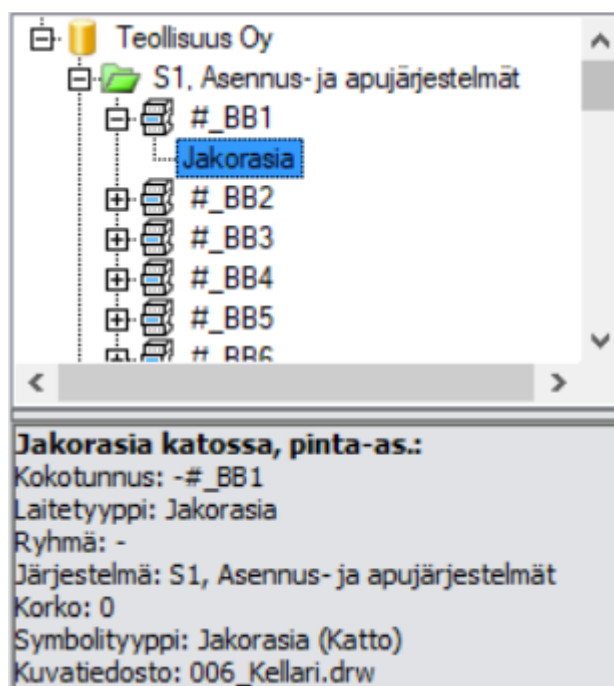 Teollisuus Oy
S1, Asennus- ja apujärjestelmät
#_BB1
Jakorasia
#_BB2
#_BB3
#_BB4
#_BB5
#_BB6
Jakorasia katossa, pinta-as.:
Kokotunnus: -#_BB1
Laitetyyppi: Jakorasia
Ryhmä: -
Järjestelmä: S1, Asennus- ja apujärjestelmät
Korko: 0
Symbolityyppi: Jakorasia (Katto)
Kuvatiedosto: 006_Kellari.drw